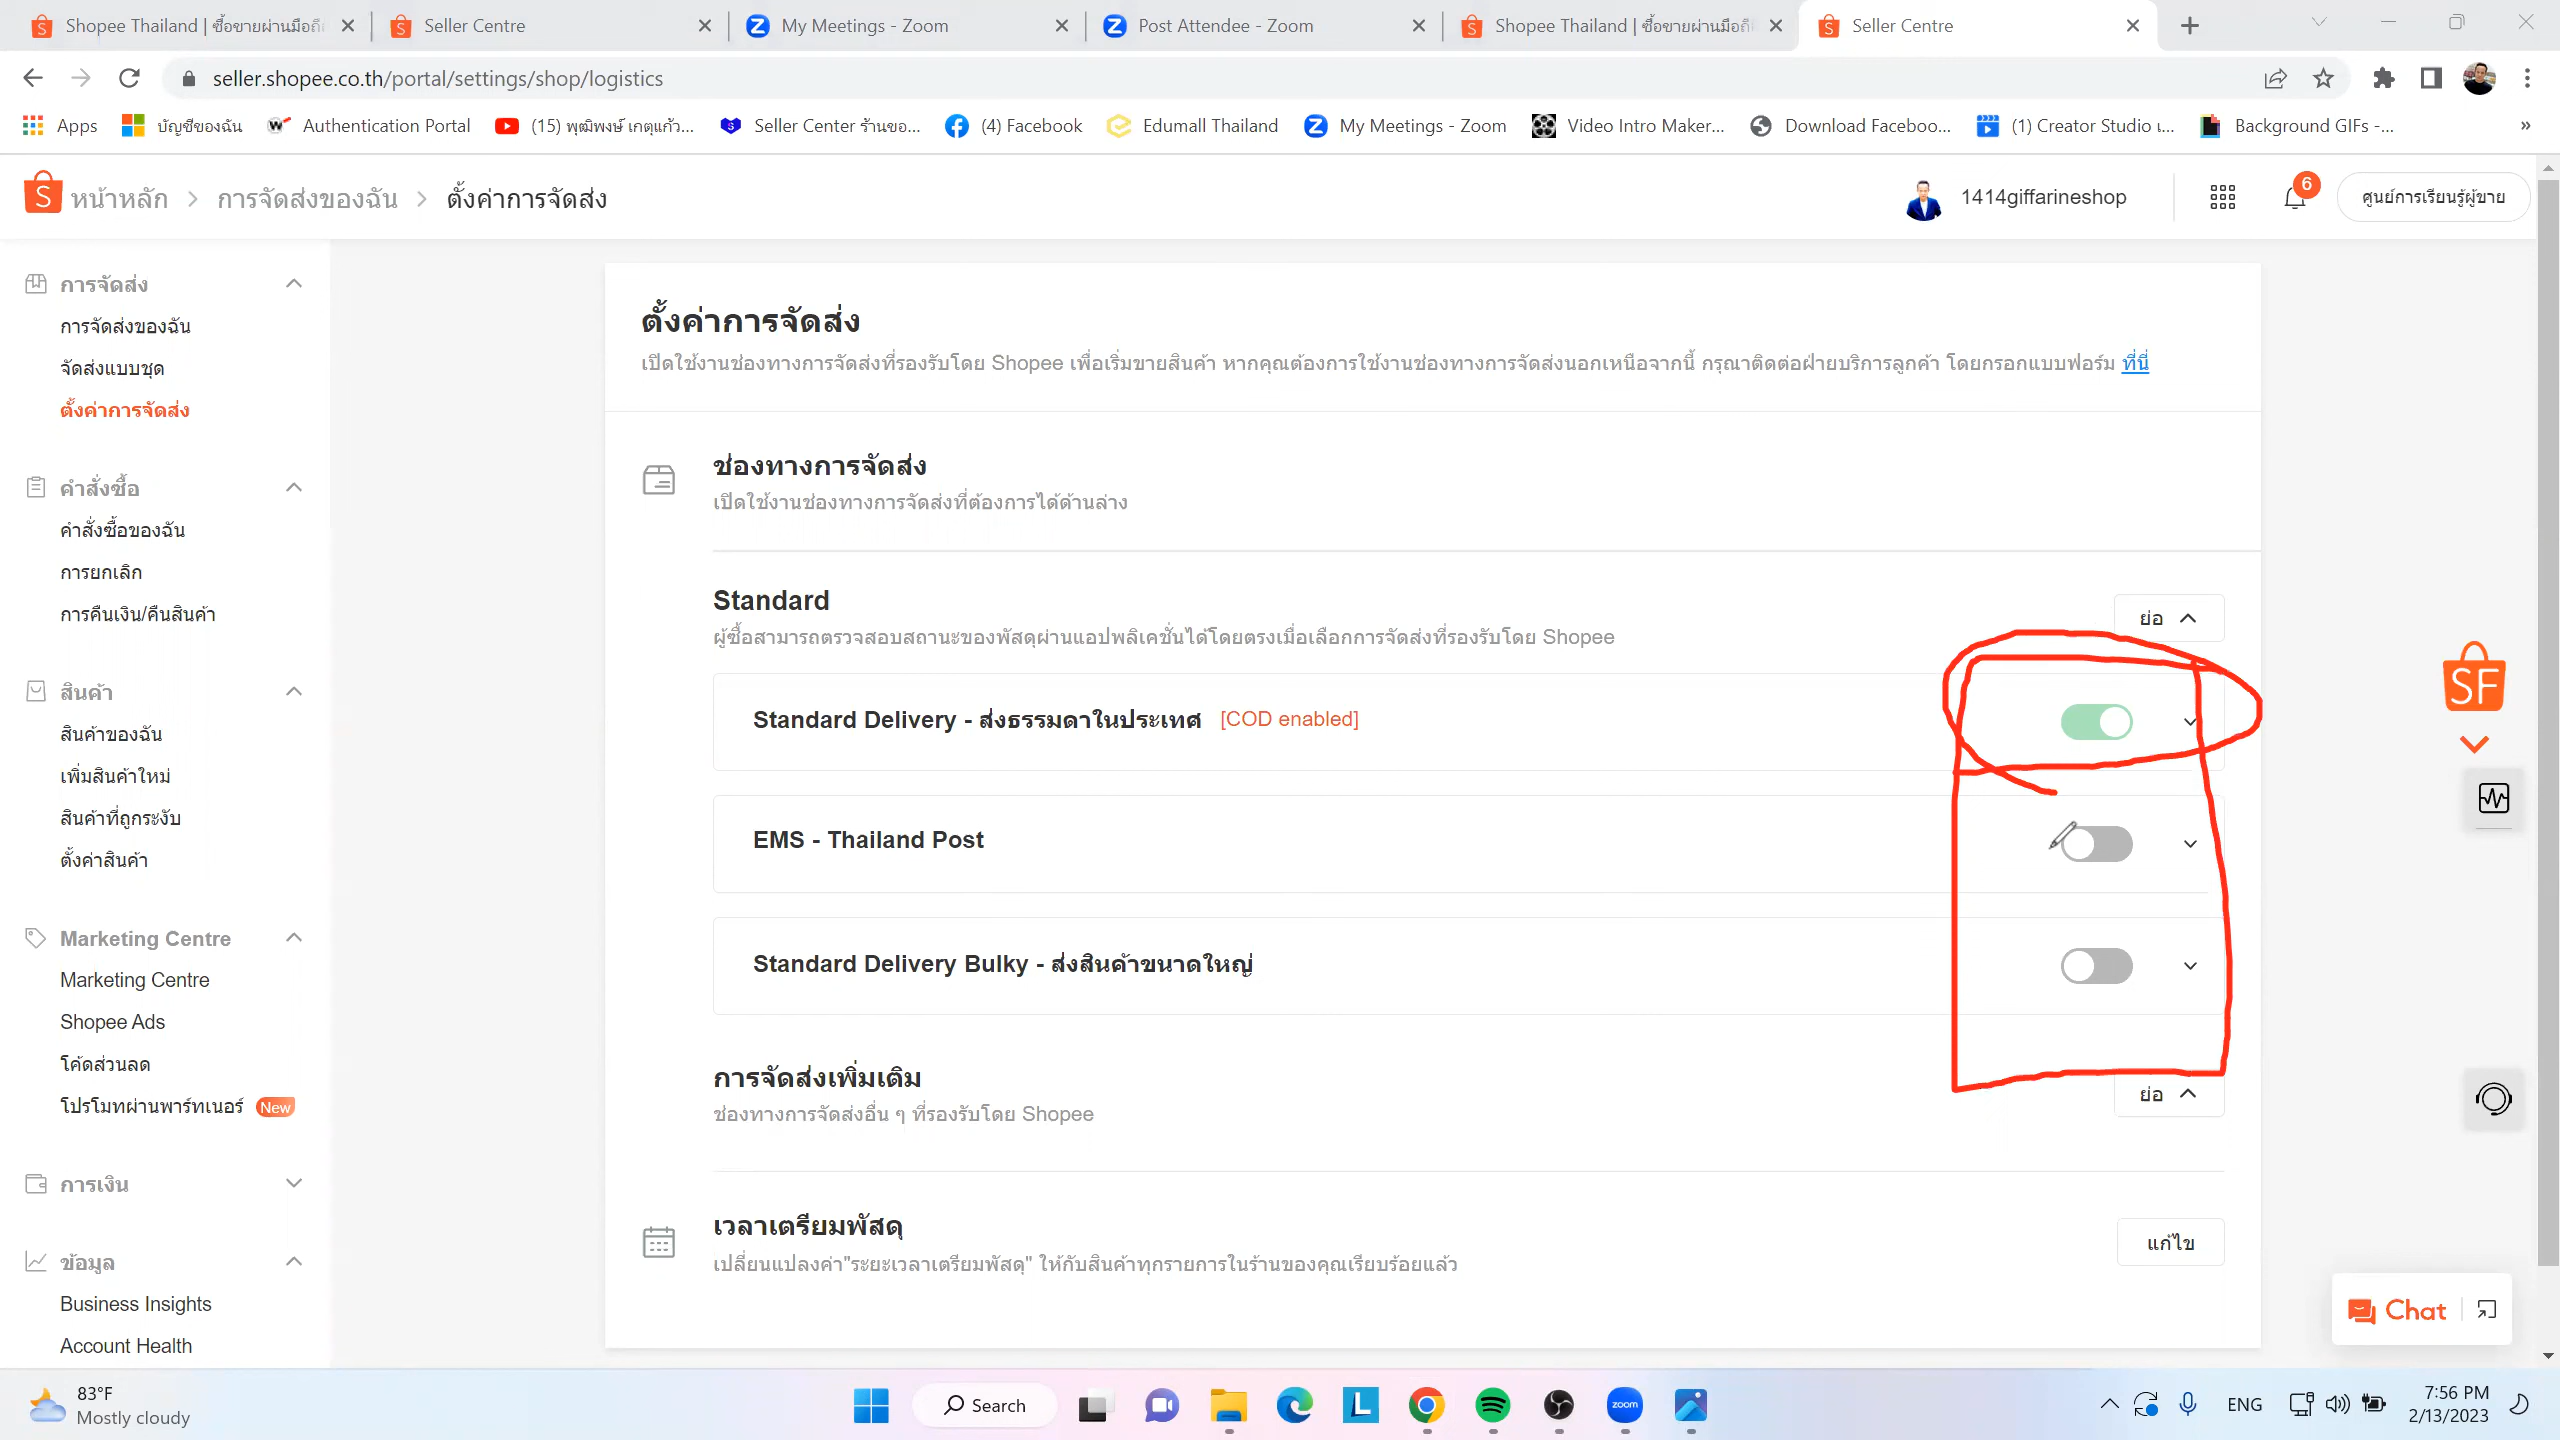 Shopee Thailand | ซื้อขายผ่านมือถือ
Seller Centre
My Meetings - Zoom
Post Attendee - Zoom
Shopee Thailand | ซื้อขายผ่านมือถือ
Seller Centre
seller.shopee.co.th/portal/settings/shop/logistics
Apps
บัญชีของฉัน
Authentication Portal
(15) พุฒิพงษ์ เกตุแก้ว...
Seller Center ร้านขอ...
(4) Facebook
Edumall Thailand
My Meetings - Zoom
Video Intro Maker...
Download Faceboo...
(1) Creator Studio เ...
Background GIFs -...
หน้าหลัก > การจัดส่งของฉัน > ตั้งค่าการจัดส่ง
1414giffarineshop
6
ศูนย์การเรียนรู้ผู้ขาย
การจัดส่ง
การจัดส่งของฉัน
จัดส่งแบบชุด
ตั้งค่าการจัดส่ง
คำสั่งซื้อ
คำสั่งซื้อของฉัน
การยกเลิก
การคืนเงิน/คืนสินค้า
สินค้า
สินค้าของฉัน
เพิ่มสินค้าใหม่
สินค้าที่ถูกระงับ
ตั้งค่าสินค้า
Marketing Centre
Marketing Centre
Shopee Ads
โค้ดส่วนลด
โปรโมทผ่านพาร์ทเนอร์ New
การเงิน
ข้อมูล
Business Insights
Account Health
ตั้งค่าการจัดส่ง
เปิดใช้งานช่องทางการจัดส่งที่รองรับโดย Shopee เพื่อเริ่มขายสินค้า หากคุณต้องการใช้งานช่องทางการจัดส่งนอกเหนือจากนี้ กรุณาติดต่อฝ่ายบริการลูกค้า โดยกรอกแบบฟอร์ม ที่นี่
ช่องทางการจัดส่ง
เปิดใช้งานช่องทางการจัดส่งที่ต้องการได้ด้านล่าง
Standard
ย่อ
ผู้ซื้อสามารถตรวจสอบสถานะของพัสดุผ่านแอปพลิเคชั่นได้โดยตรงเมื่อเลือกการจัดส่งที่รองรับโดย Shopee
Standard Delivery - ส่งธรรมดาในประเทศ [COD enabled]
EMS - Thailand Post
Standard Delivery Bulky - ส่งสินค้าขนาดใหญ่
การจัดส่งเพิ่มเติม
ย่อ
ช่องทางการจัดส่งอื่น ๆ ที่รองรับโดย Shopee
เวลาเตรียมพัสดุ
แก้ไข
เปลี่ยนแปลงค่า"ระยะเวลาเตรียมพัสดุ" ให้กับสินค้าทุกรายการในร้านของคุณเรียบร้อยแล้ว
SF
Chat
83°F
Mostly cloudy
Search
zoom
ENG
7:56 PM
2/13/2023